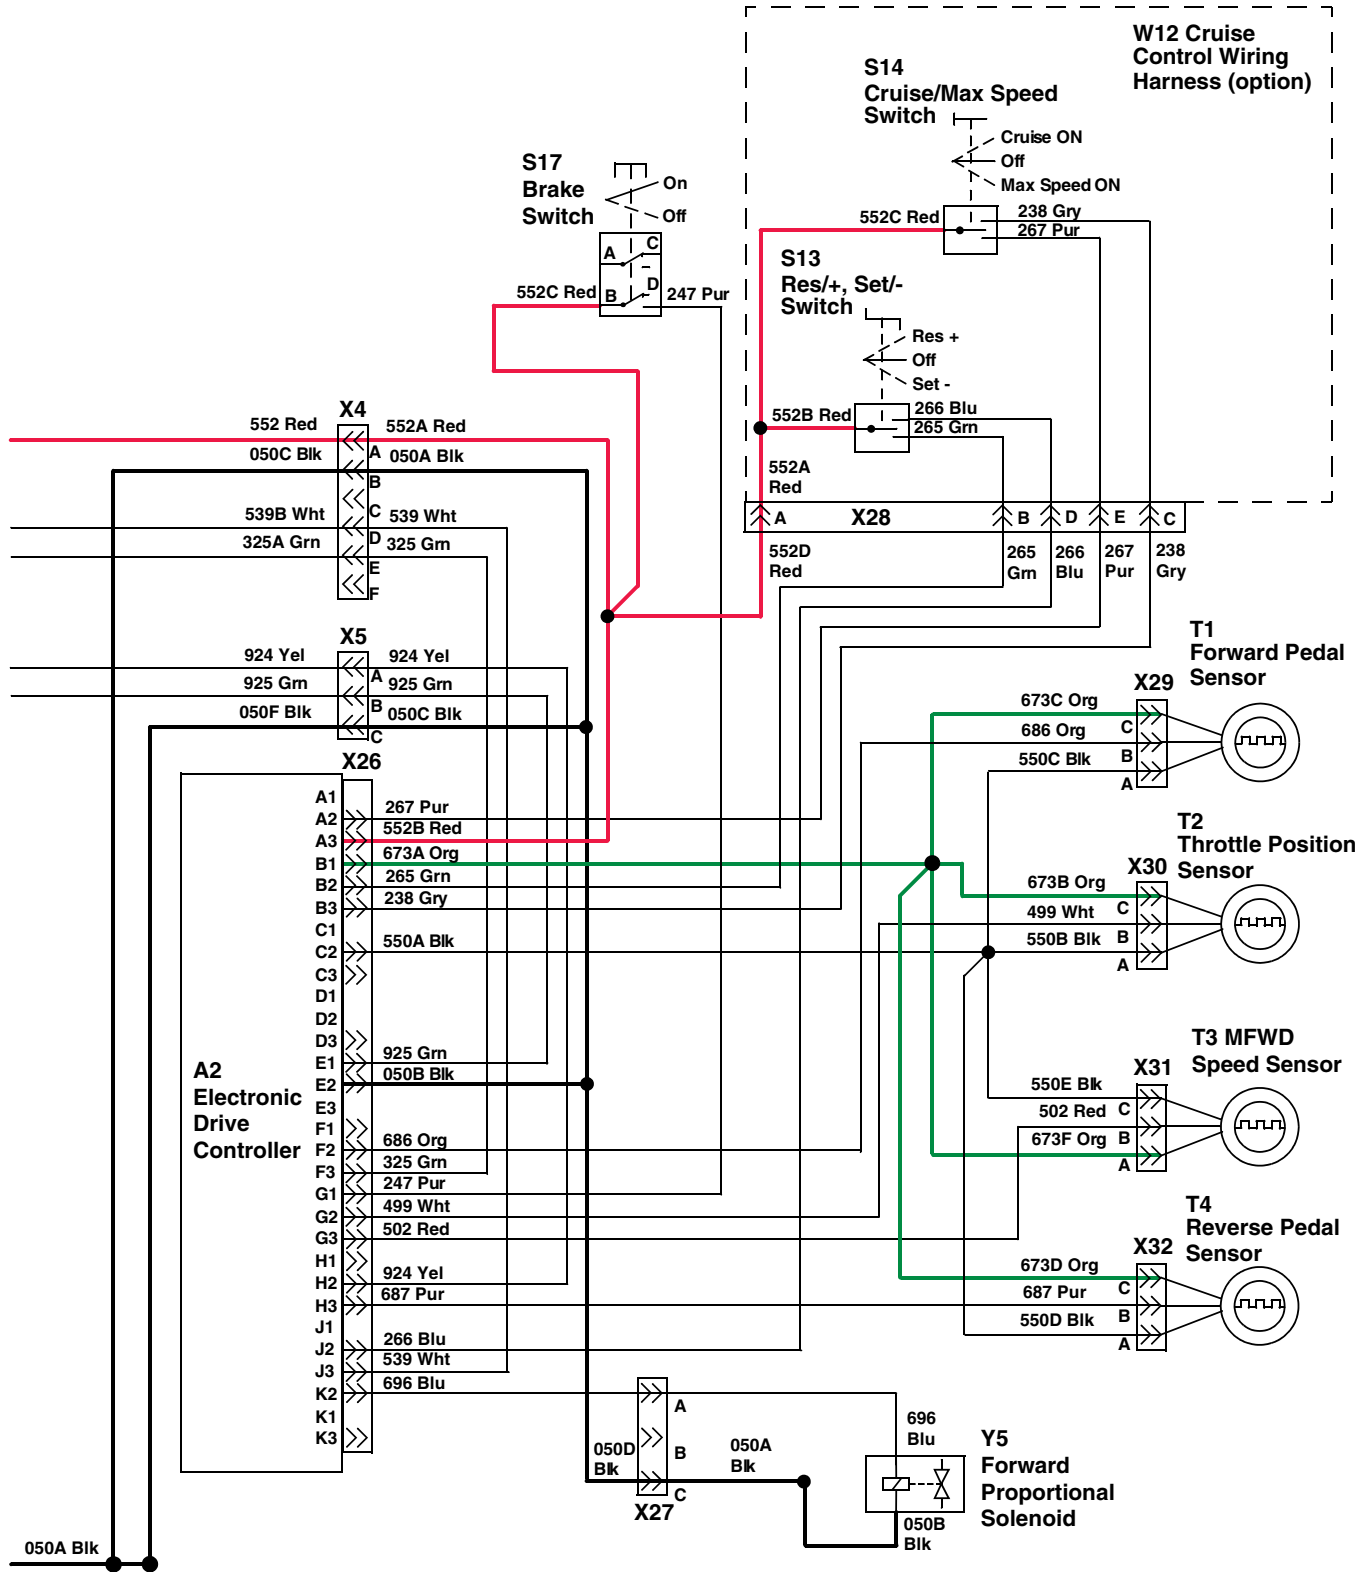 W12 Cruise
Control Wiring
Harness (option)
S14
Cruise/Max Speed
Switch
Cruise ON
Off
Max Speed ON
552C Red
238 Gry
267 Pur
S17
Brake
Switch
On
Off
A
C
B
D
552C Red
247 Pur
S13
Res/+, Set/-
Switch
Res +
Off
Set -
552B Red
266 Blu
265 Grn
552A
Red
X28
A
B
D
E
C
552D
Red
265
Grn
266
Blu
267
Pur
238
Gry
X4
552 Red
552A Red
A
050C Blk
050A Blk
B
C
539B Wht
539 Wht
D
325A Grn
325 Grn
E
F
X5
924 Yel
924 Yel
A
925 Grn
925 Grn
B
050F Blk
050C Blk
C
X26
A1
A2
267 Pur
A3
552B Red
B1
673A Org
B2
265 Grn
B3
238 Gry
C1
C2
550A Blk
C3
D1
D2
D3
E1
925 Grn
E2
050B Blk
E3
F1
F2
686 Org
F3
325 Grn
G1
247 Pur
G2
499 Wht
G3
502 Red
H1
H2
924 Yel
H3
687 Pur
J1
J2
266 Blu
J3
539 Wht
K2
696 Blu
K1
K3
A2
Electronic
Drive
Controller
T1
Forward Pedal
Sensor
X29
673C Org
C
686 Org
B
550C Blk
A
T2
Throttle Position
Sensor
X30
673B Org
C
499 Wht
B
550B Blk
A
T3 MFWD
Speed Sensor
X31
550E Blk
C
502 Red
B
673F Org
A
T4
Reverse Pedal
Sensor
X32
673D Org
C
687 Pur
B
550D Blk
A
A
B
C
X27
050D
Blk
050A
Blk
696
Blu
050B
Blk
Y5
Forward
Proportional
Solenoid
050A Blk